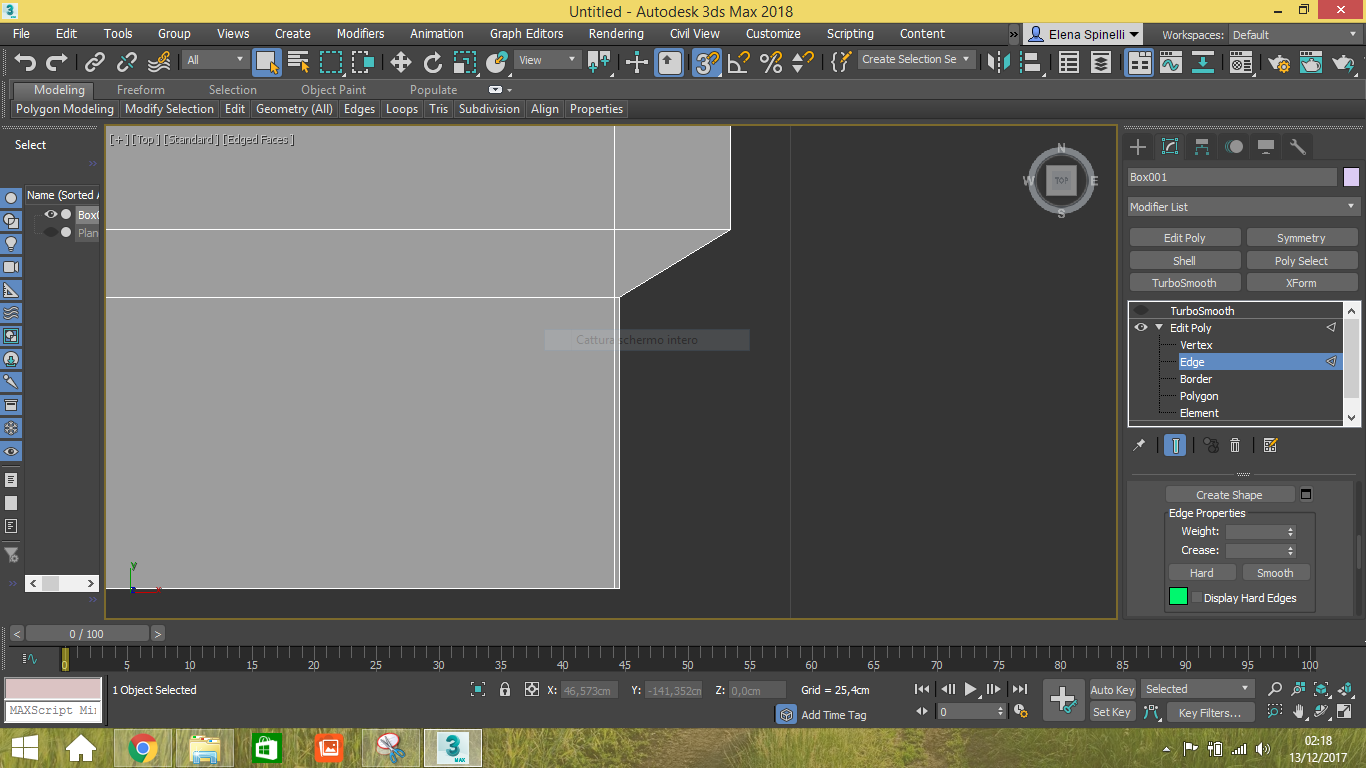 Untitled - Autodesk 3ds Max 2018
File Edit Tools Group Views Create Modifiers Animation Graph Editors Rendering Civil View Customize Scripting Content » Elena Spinelli Workspaces: Default
All View Create Selection Se
Modeling Freeform Selection Object Paint Populate
Polygon Modeling Modify Selection Edit Geometry (All) Edges Loops Tris Subdivision Align Properties
Select
Name (Sorted A
Box0
Plan
[+] [Top] [Standard] [Edged Faces]
N
W TOP E
S
Cattura schermo intero
y
x
Box001
Modifier List
Edit Poly Symmetry
Shell Poly Select
TurboSmooth XForm
TurboSmooth
Edit Poly
Vertex
Edge
Border
Polygon
Element
Create Shape
Edge Properties
Weight:
Crease:
Hard Smooth
Display Hard Edges
< 0 / 100 >
0 5 10 15 20 25 30 35 40 45 50 55 60 65 70 75 80 85 90 95 100
1 Object Selected X: 46,573cm Y: -141,352cm Z: 0,0cm Grid = 25,4cm Auto Key Selected
MAXScript Min Add Time Tag 0 Set Key Key Filters...
3 MAX
02:18
13/12/2017